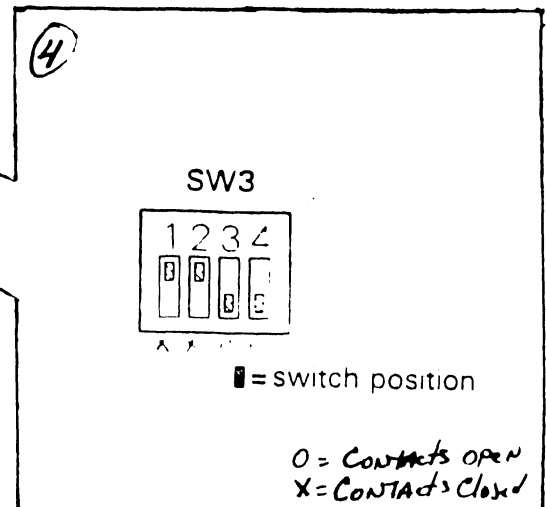 4
SW3
1 2 3 4
x x
= switch position
O = Contacts open
X = Contacts Closed